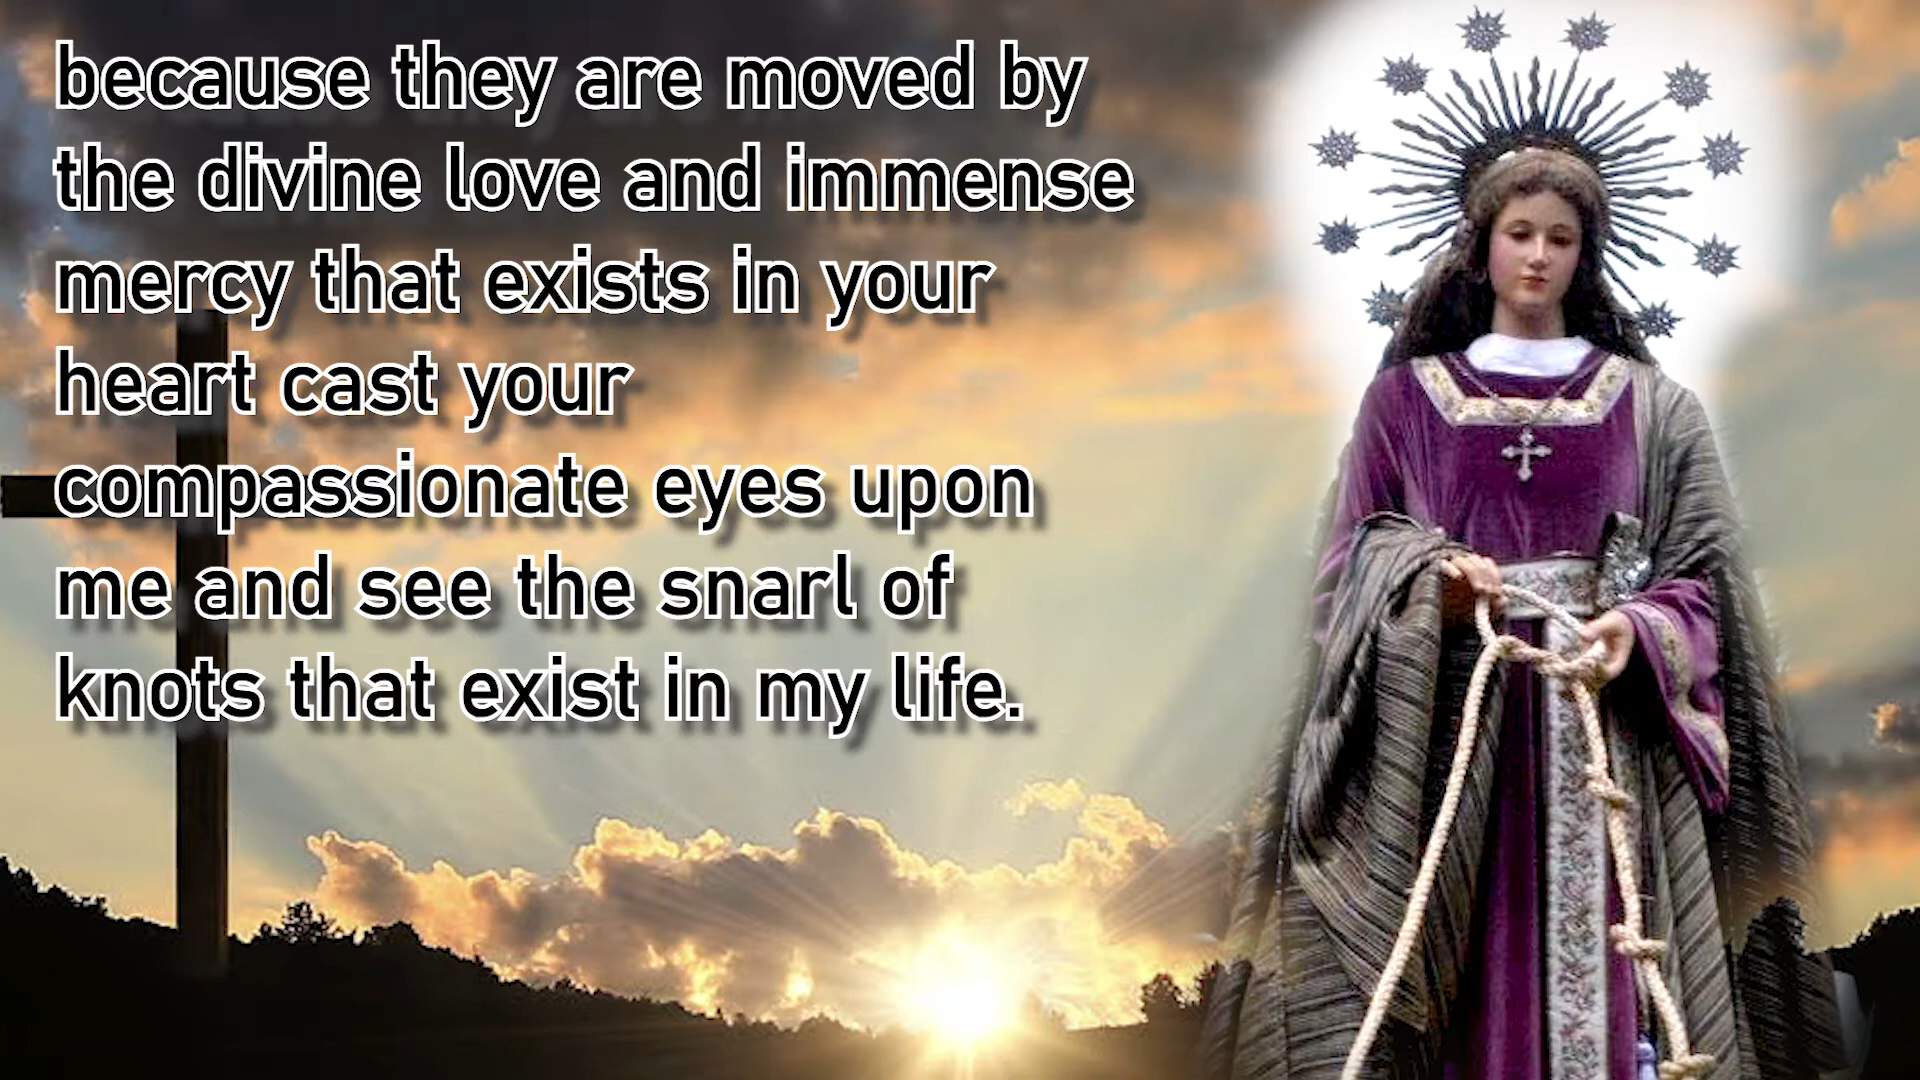 because they are moved by
the divine love and immense
mercy that exists in your
heart cast your
compassionate eyes upon
me and see the snarl of
knots that exist in my life.